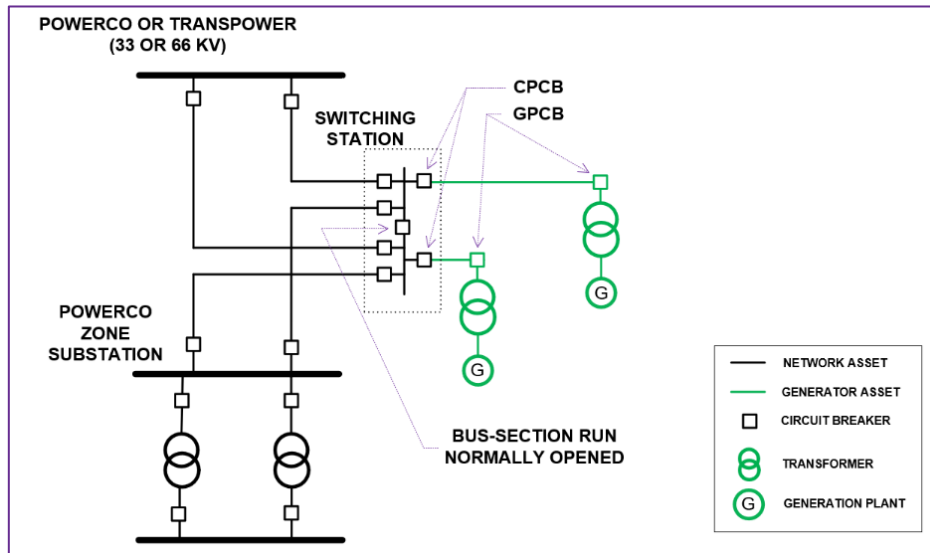 POWERCO OR TRANSPOWER
(33 OR 66 KV)
CPCB
GPCB
SWITCHING
STATION
POWERCO
ZONE
SUBSTATION
G
G
BUS-SECTION RUN
NORMALLY OPENED
NETWORK ASSET
GENERATOR ASSET
CIRCUIT BREAKER
TRANSFORMER
G
GENERATION PLANT